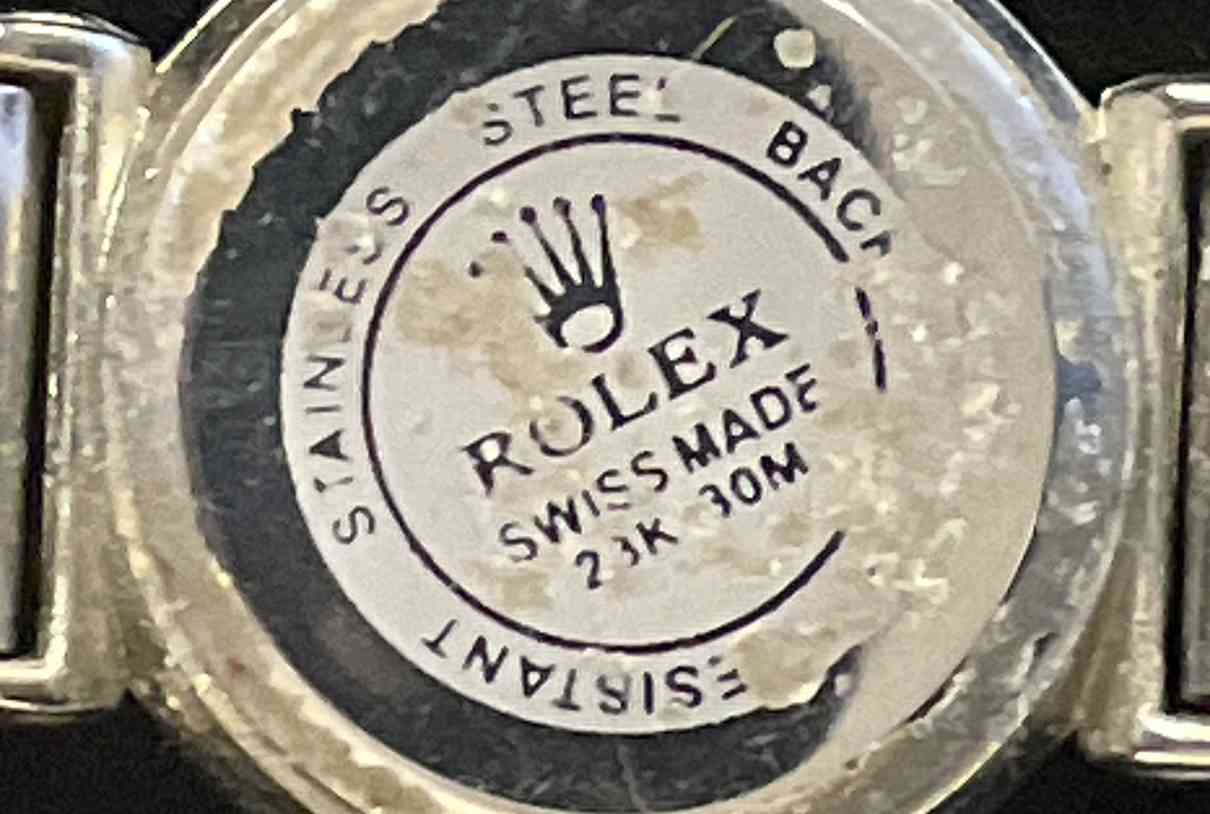 STAINLESS STEEL BACK
ROLEX
SWISS MADE
23K 30M
ESISTANT